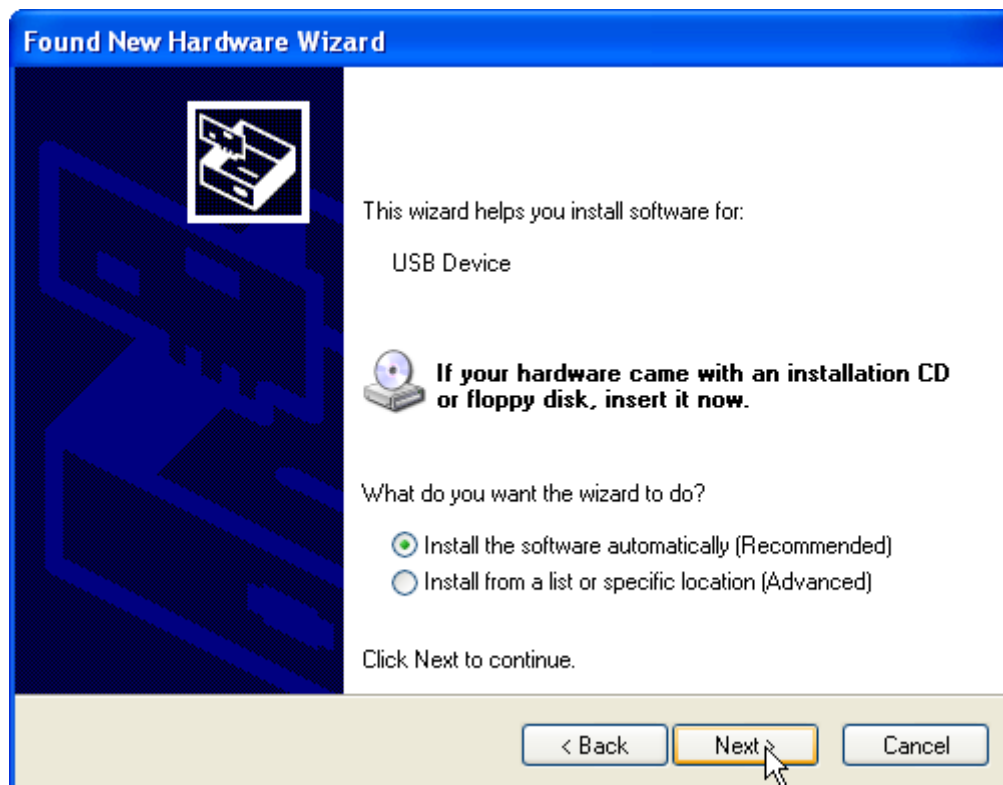 Found New Hardware Wizard
This wizard helps you install software for:
USB Device
If your hardware came with an installation CD
or floppy disk, insert it now.
What do you want the wizard to do?
Install the software automatically (Recommended)
Install from a list or specific location (Advanced)
Click Next to continue.
< Back Next > Cancel